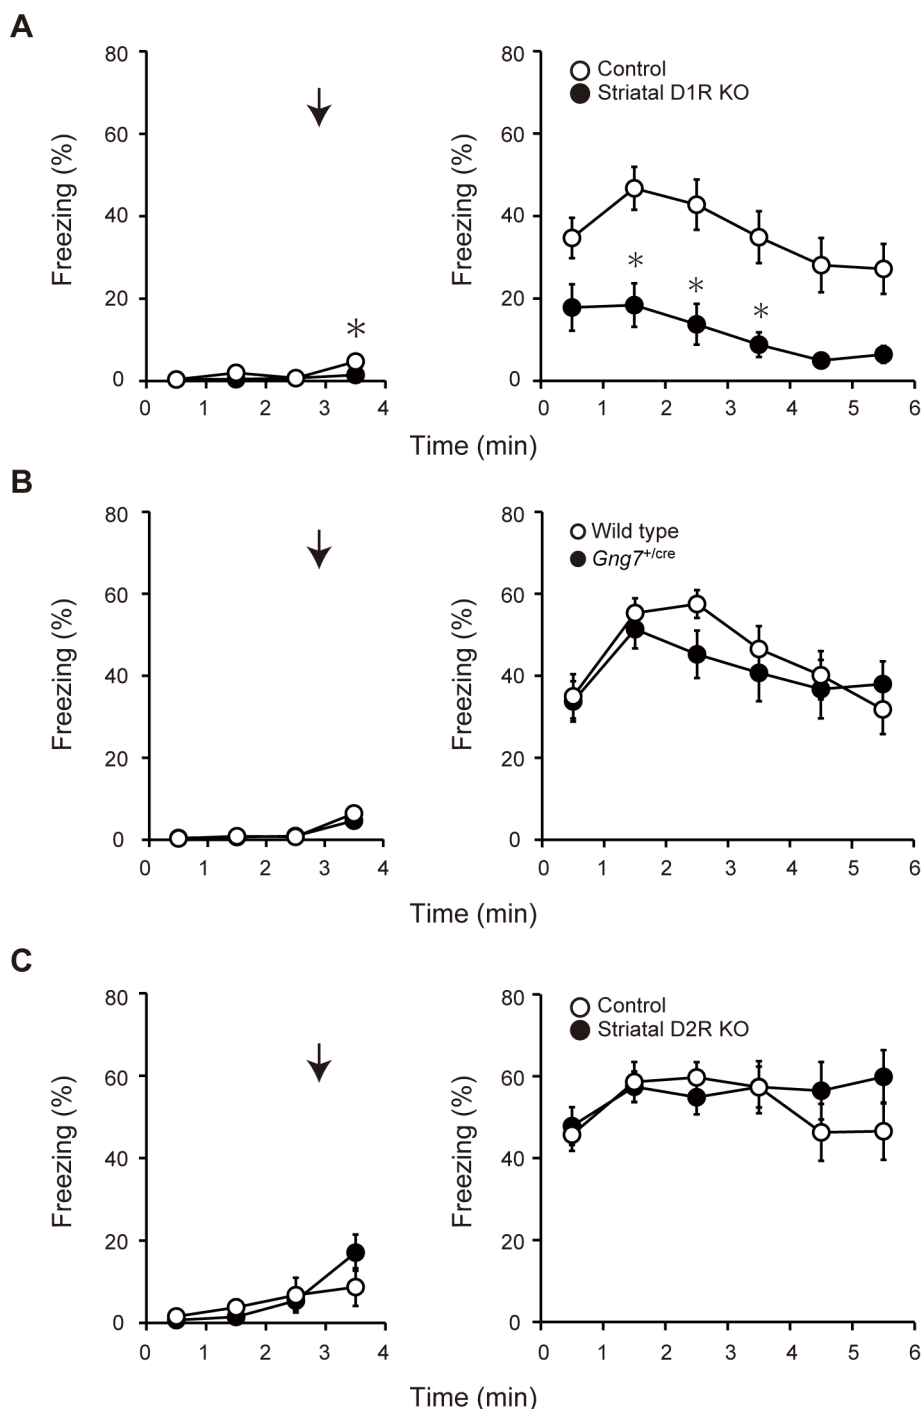 A
Freezing (%)
80
60
40
20
0
*
0 1 2 3 4
Freezing (%)
80
60
40
20
0
Control
Striatal D1R KO
* * *
0 1 2 3 4 5 6
Time (min)
B
Freezing (%)
80
60
40
20
0
0 1 2 3 4
Freezing (%)
80
60
40
20
0
Wild type
Gng7+/cre
0 1 2 3 4 5 6
Time (min)
C
Freezing (%)
80
60
40
20
0
0 1 2 3 4
Freezing (%)
80
60
40
20
0
Control
Striatal D2R KO
0 1 2 3 4 5 6
Time (min)